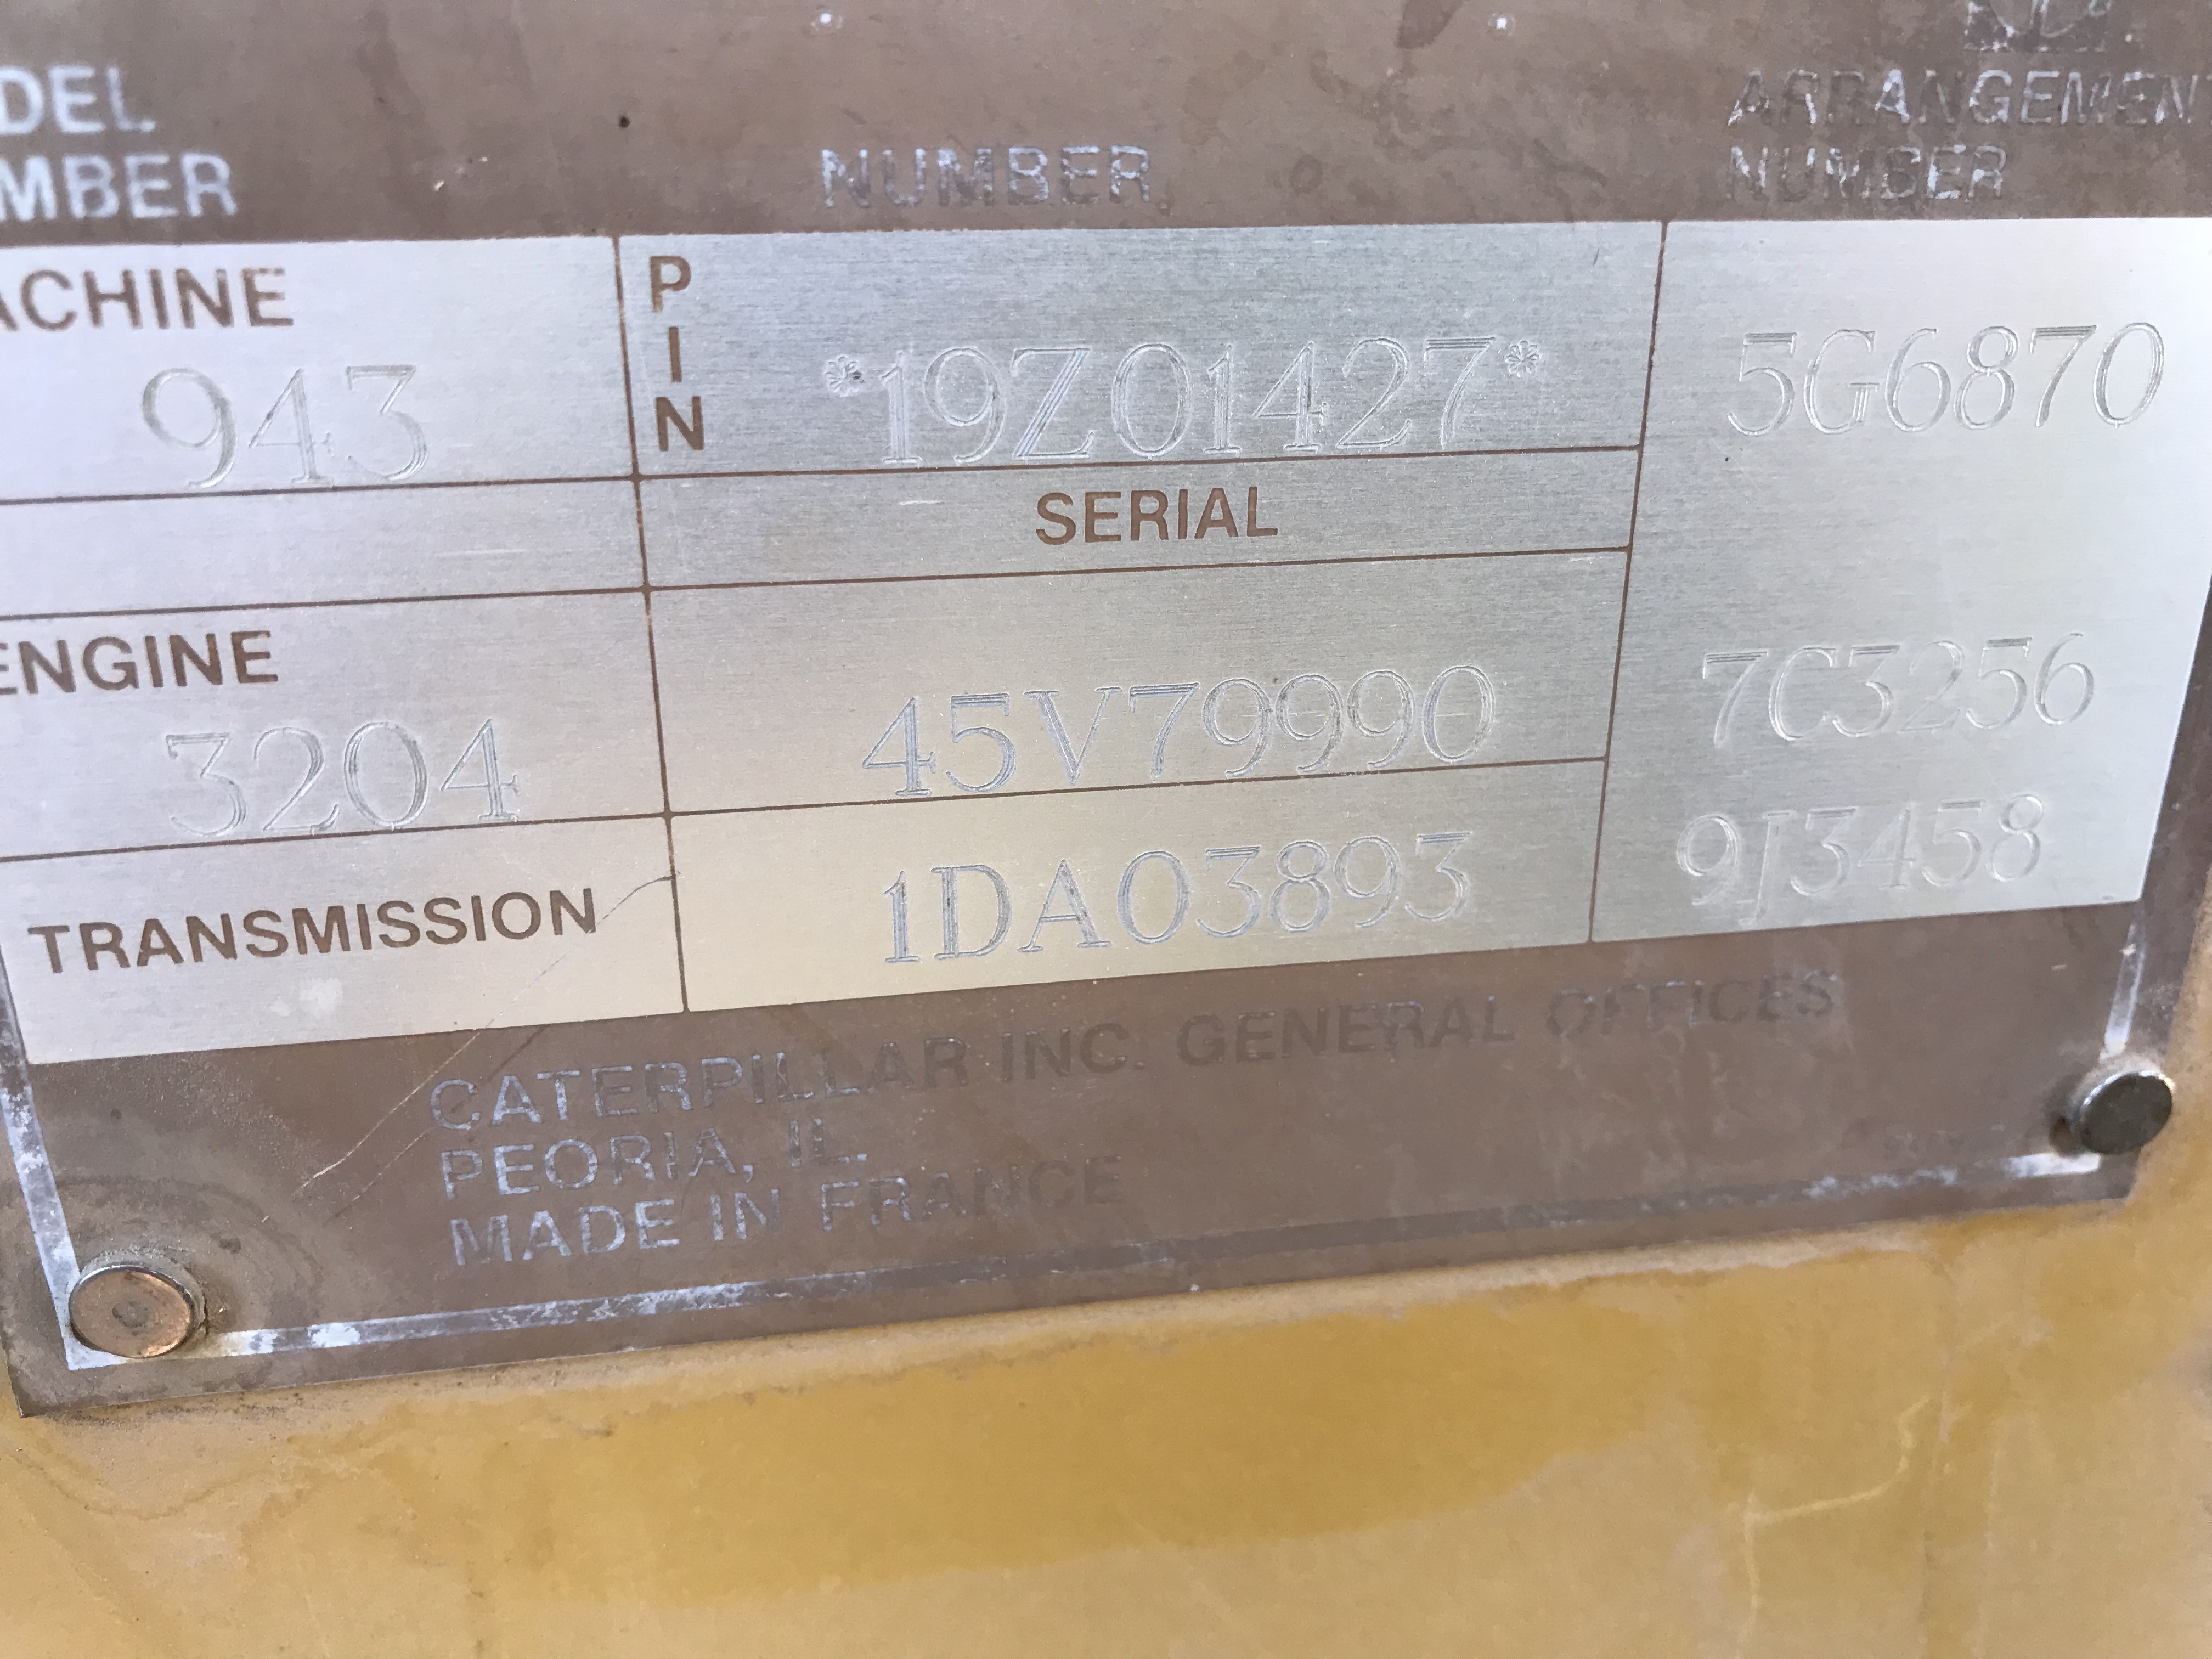 DEL
MBER
NUMBER
ARRANGEMEN
NUMBER
ACHINE
943
PIN
*19Z01427*
5G6870
SERIAL
ENGINE
3204
45V79990
7C3256
TRANSMISSION
1DA03893
9J3458
CATERPILLAR INC. GENERAL OFFICES
PEORIA, IL.
MADE IN FRANCE